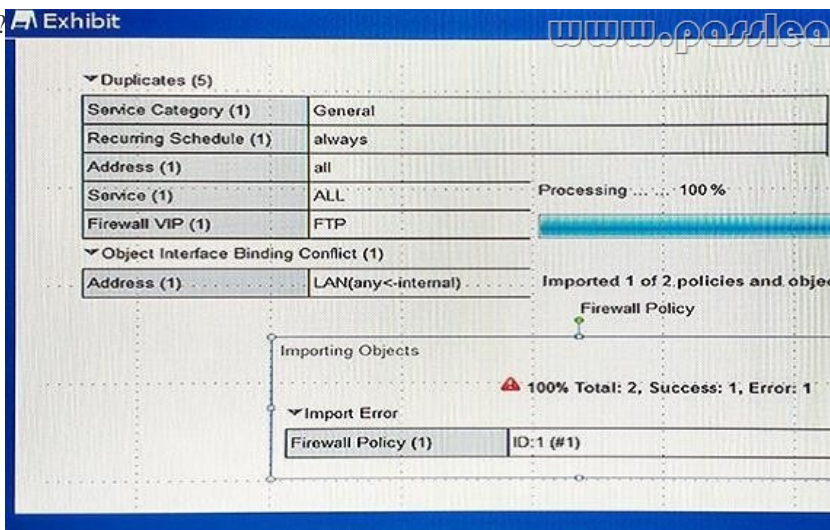 Exhibit
▼Duplicates (5)
Service Category (1) General
Recurring Schedule (1) always
Address (1) all
Service (1) ALL
Firewall VIP (1) FTP
Processing ... ... 100 %
▼Object Interface Binding Conflict (1)
Address (1) LAN(any<-internal)
Imported 1 of 2 policies and
Firewall Policy
Importing Objects
100% Total: 2, Success: 1, Error: 1
▼Import Error
Firewall Policy (1) ID:1 (#1)